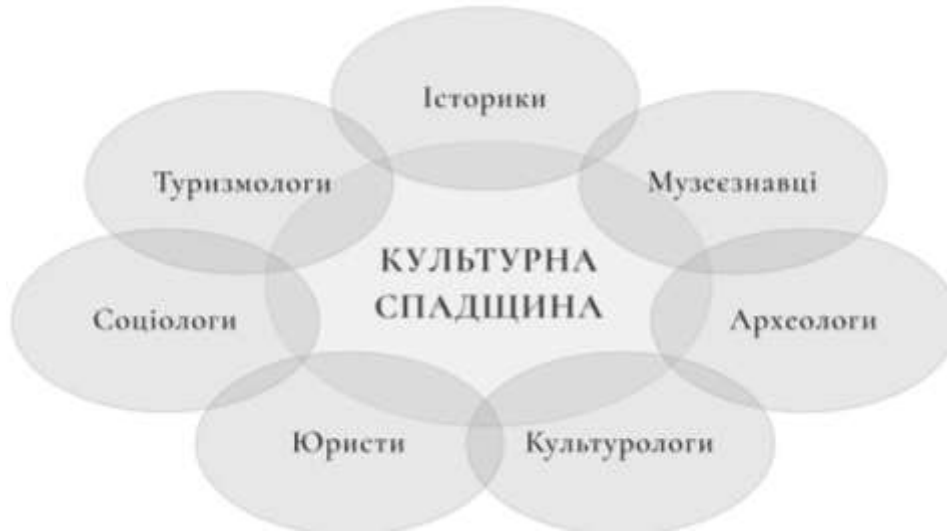 Історики
Туризмологи
Музеєзнавці
КУЛЬТУРНА
СПАДЩИНА
Соціологи
Археологи
Юристи
Культурологи